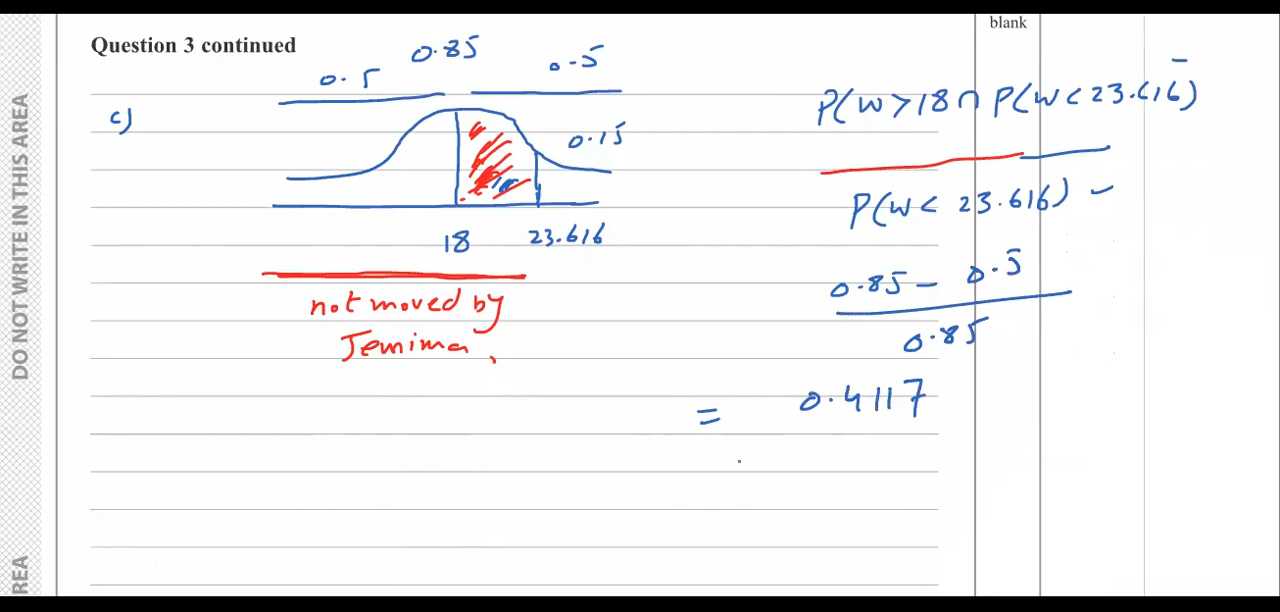 blank
Question 3 continued
0.85
0.5
0.5
c)
P(W>18 ∩ P(W<23.616)
0.15
P(W< 23.616)
18
23.616
0.85 - 0.5
0.85
not moved by
Jemima,
= 0.4117
DO NOT WRITE IN THIS AREA
REA